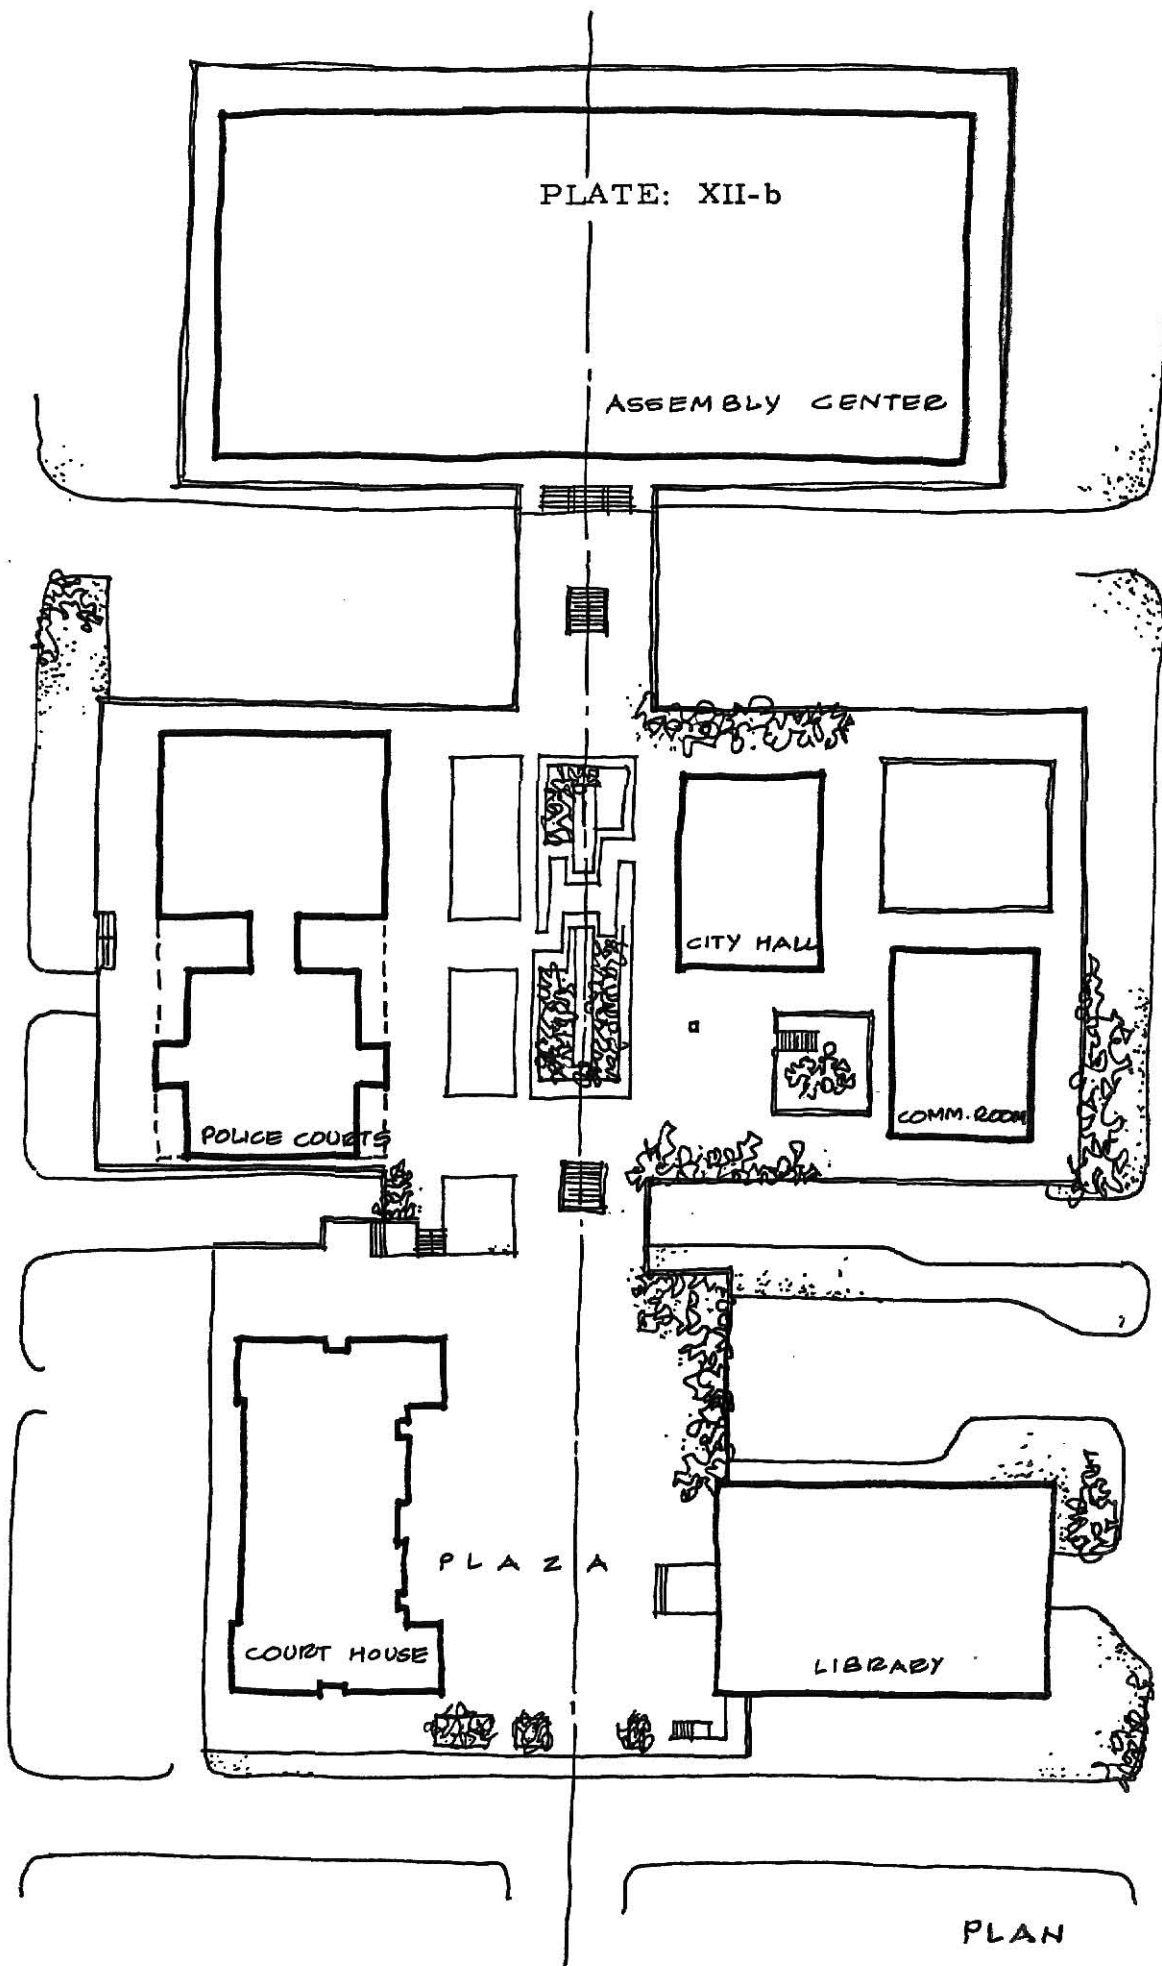 PLATE: XII-b
ASSEMBLY CENTER
CITY HALL
COMM. ROOM
POLICE COURTS
PLAZA
COURT HOUSE
LIBRARY
PLAN